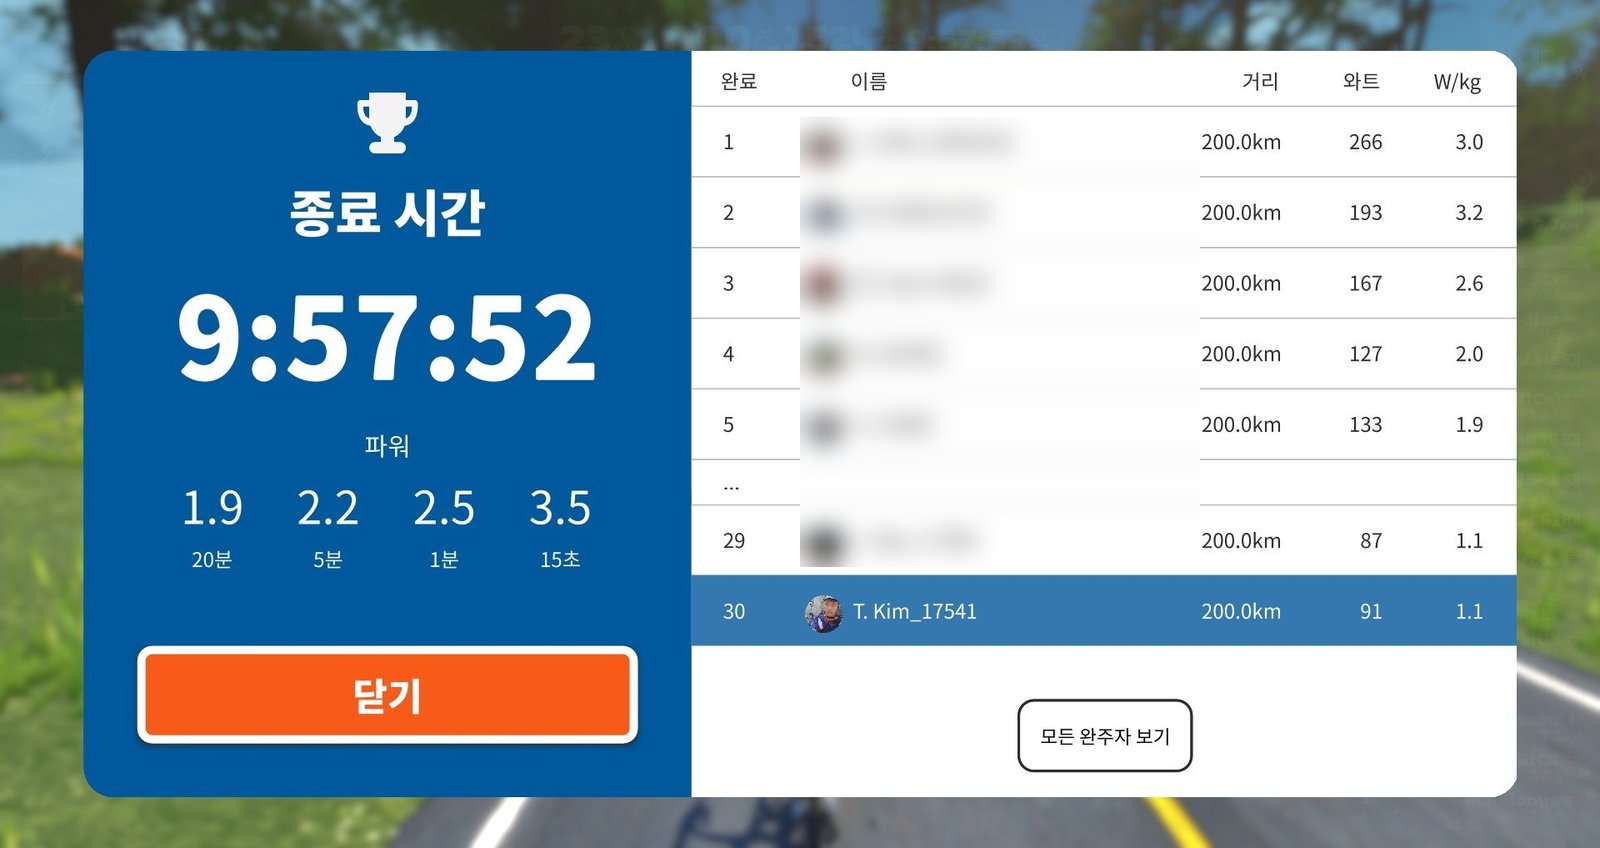 종료 시간
9:57:52
파워
1.9 2.2 2.5 3.5
20분 5분 1분 15초
닫기
완료 이름 거리 와트 W/kg
1 200.0km 266 3.0
2 200.0km 193 3.2
3 200.0km 167 2.6
4 200.0km 127 2.0
5 200.0km 133 1.9
...
29 200.0km 87 1.1
30 T. Kim_17541 200.0km 91 1.1
모든 완주자 보기